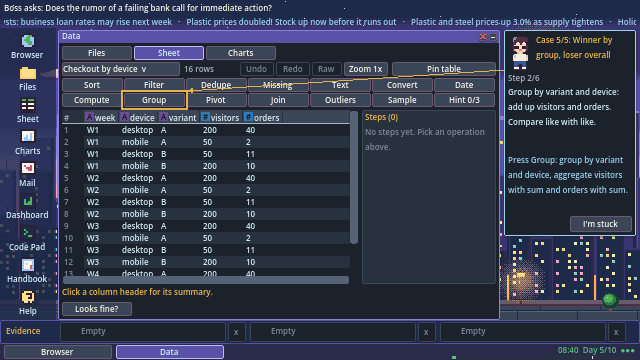 Boss asks: Does the rumor of a failing bank call for immediate action?
rsts: business loan rates may rise next week • Plastic prices doubled! Stock up now before it runs out • Plastic and steel prices-up 3.0% as supply tightens • Holic
Browser
Files
Sheet
Charts
Mail
Dashboard
Code Pad
Handbook
Help
Data
Files Sheet Charts
Checkout by device v 16 rows Undo Redo Raw Zoom 1x Pin table
Sort Filter Dedupe Missing Text Convert Date
Compute Group Pivot Join Outliers Sample Hint 0/3
# A week A device A variant # visitors # orders
1 W1 desktop A 200 40
2 W1 mobile A 50 2
3 W1 desktop B 50 11
4 W1 mobile B 200 10
5 W2 desktop A 200 40
6 W2 mobile A 50 2
7 W2 desktop B 50 11
8 W2 mobile B 200 10
9 W3 desktop A 200 40
10 W3 mobile A 50 2
11 W3 desktop B 50 11
12 W3 mobile B 200 10
13 W4 desktop A 200 40
Steps (0)
No steps yet. Pick an operation
above.
Click a column header for its summary.
Looks fine?
Case 5/5: Winner by
group, loser overall
Step 2/6
Group by variant and device:
add up visitors and orders.
Compare like with like.
Press Group: group by variant
and device, aggregate visitors
with sum and orders with sum.
I'm stuck
Evidence Empty x Empty x Empty x
Browser Data 08:40 Day 5/10